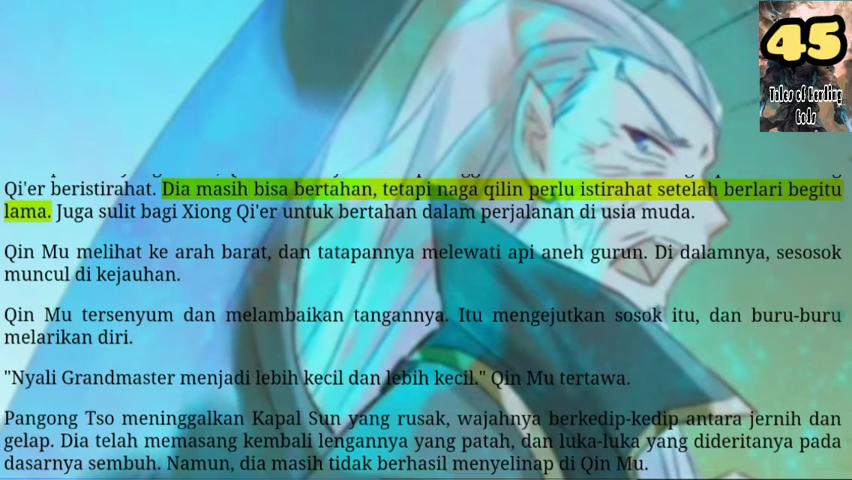 45
Tales of Herding
Gods
Qi'er beristirahat. Dia masih bisa bertahan, tetapi naga qilin perlu istirahat setelah berlari begitu
lama. Juga sulit bagi Xiong Qi'er untuk bertahan dalam perjalanan di usia muda.
Qin Mu melihat ke arah barat, dan tatapannya melewati api aneh gurun. Di dalamnya, sesosok
muncul di kejauhan.
Qin Mu tersenyum dan melambaikan tangannya. Itu mengejutkan sosok itu, dan buru-buru
melarikan diri.
"Nyali Grandmaster menjadi lebih kecil dan lebih kecil." Qin Mu tertawa.
Pangong Tso meninggalkan Kapal Sun yang rusak, wajahnya berkedip-kedip antara jernih dan
gelap. Dia telah memasang kembali lengannya yang patah, dan luka-luka yang dideritanya pada
dasarnya sembuh. Namun, dia masih tidak berhasil menyelinap di Qin Mu.